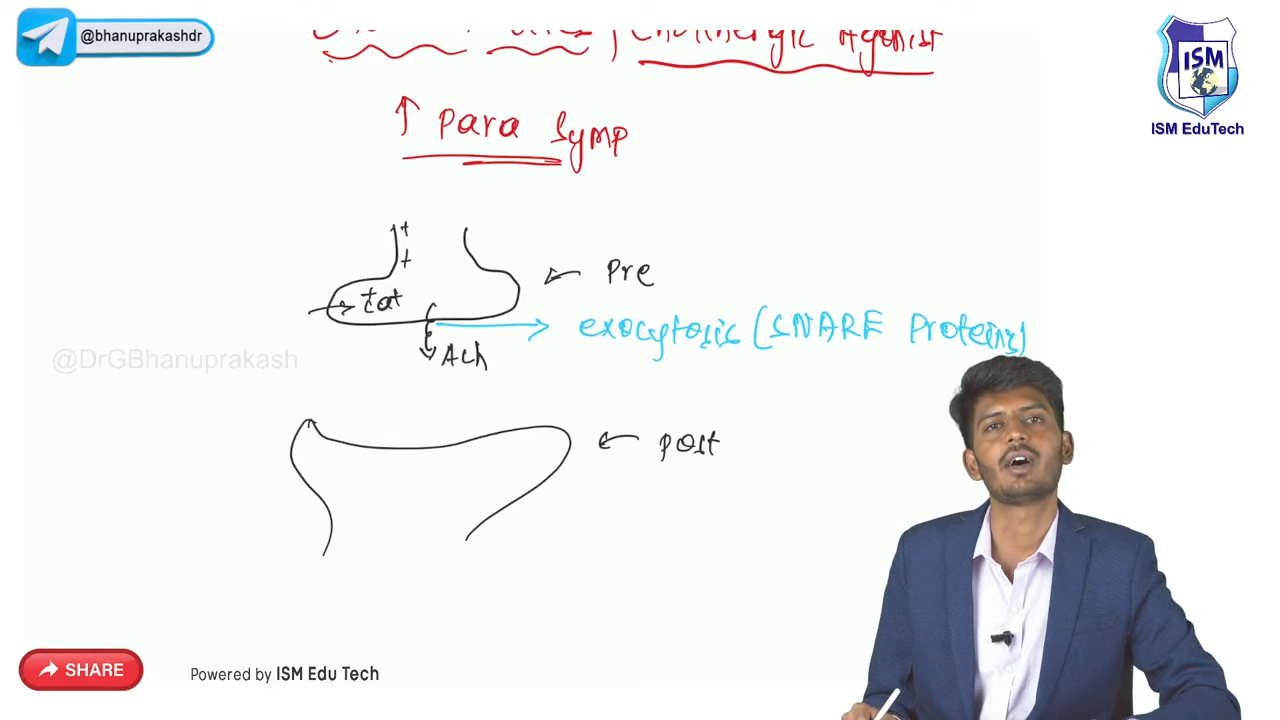 @bhanuprakashdr
Cholinergic Agonist
↑ Para Symp
ISM
ISM EduTech
+
+
← Pre
+
Cat
exocytosis (SNARE Proteins)
Ach
@DrGBhanuprakash
← Post
SHARE
Powered by ISM Edu Tech